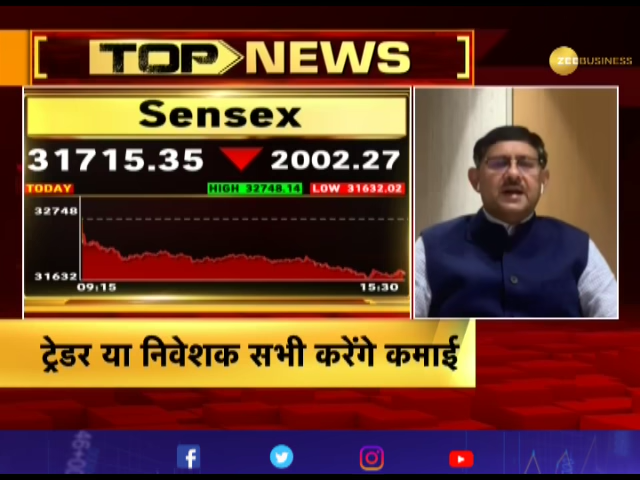 TOP NEWS
ZEE BUSINESS
Sensex
31715.35 2002.27
TODAY HIGH 32748.14 LOW 31632.02
32748
31632
09:15 15:30
ट्रेडर या निवेशक सभी करेंगे कमाई